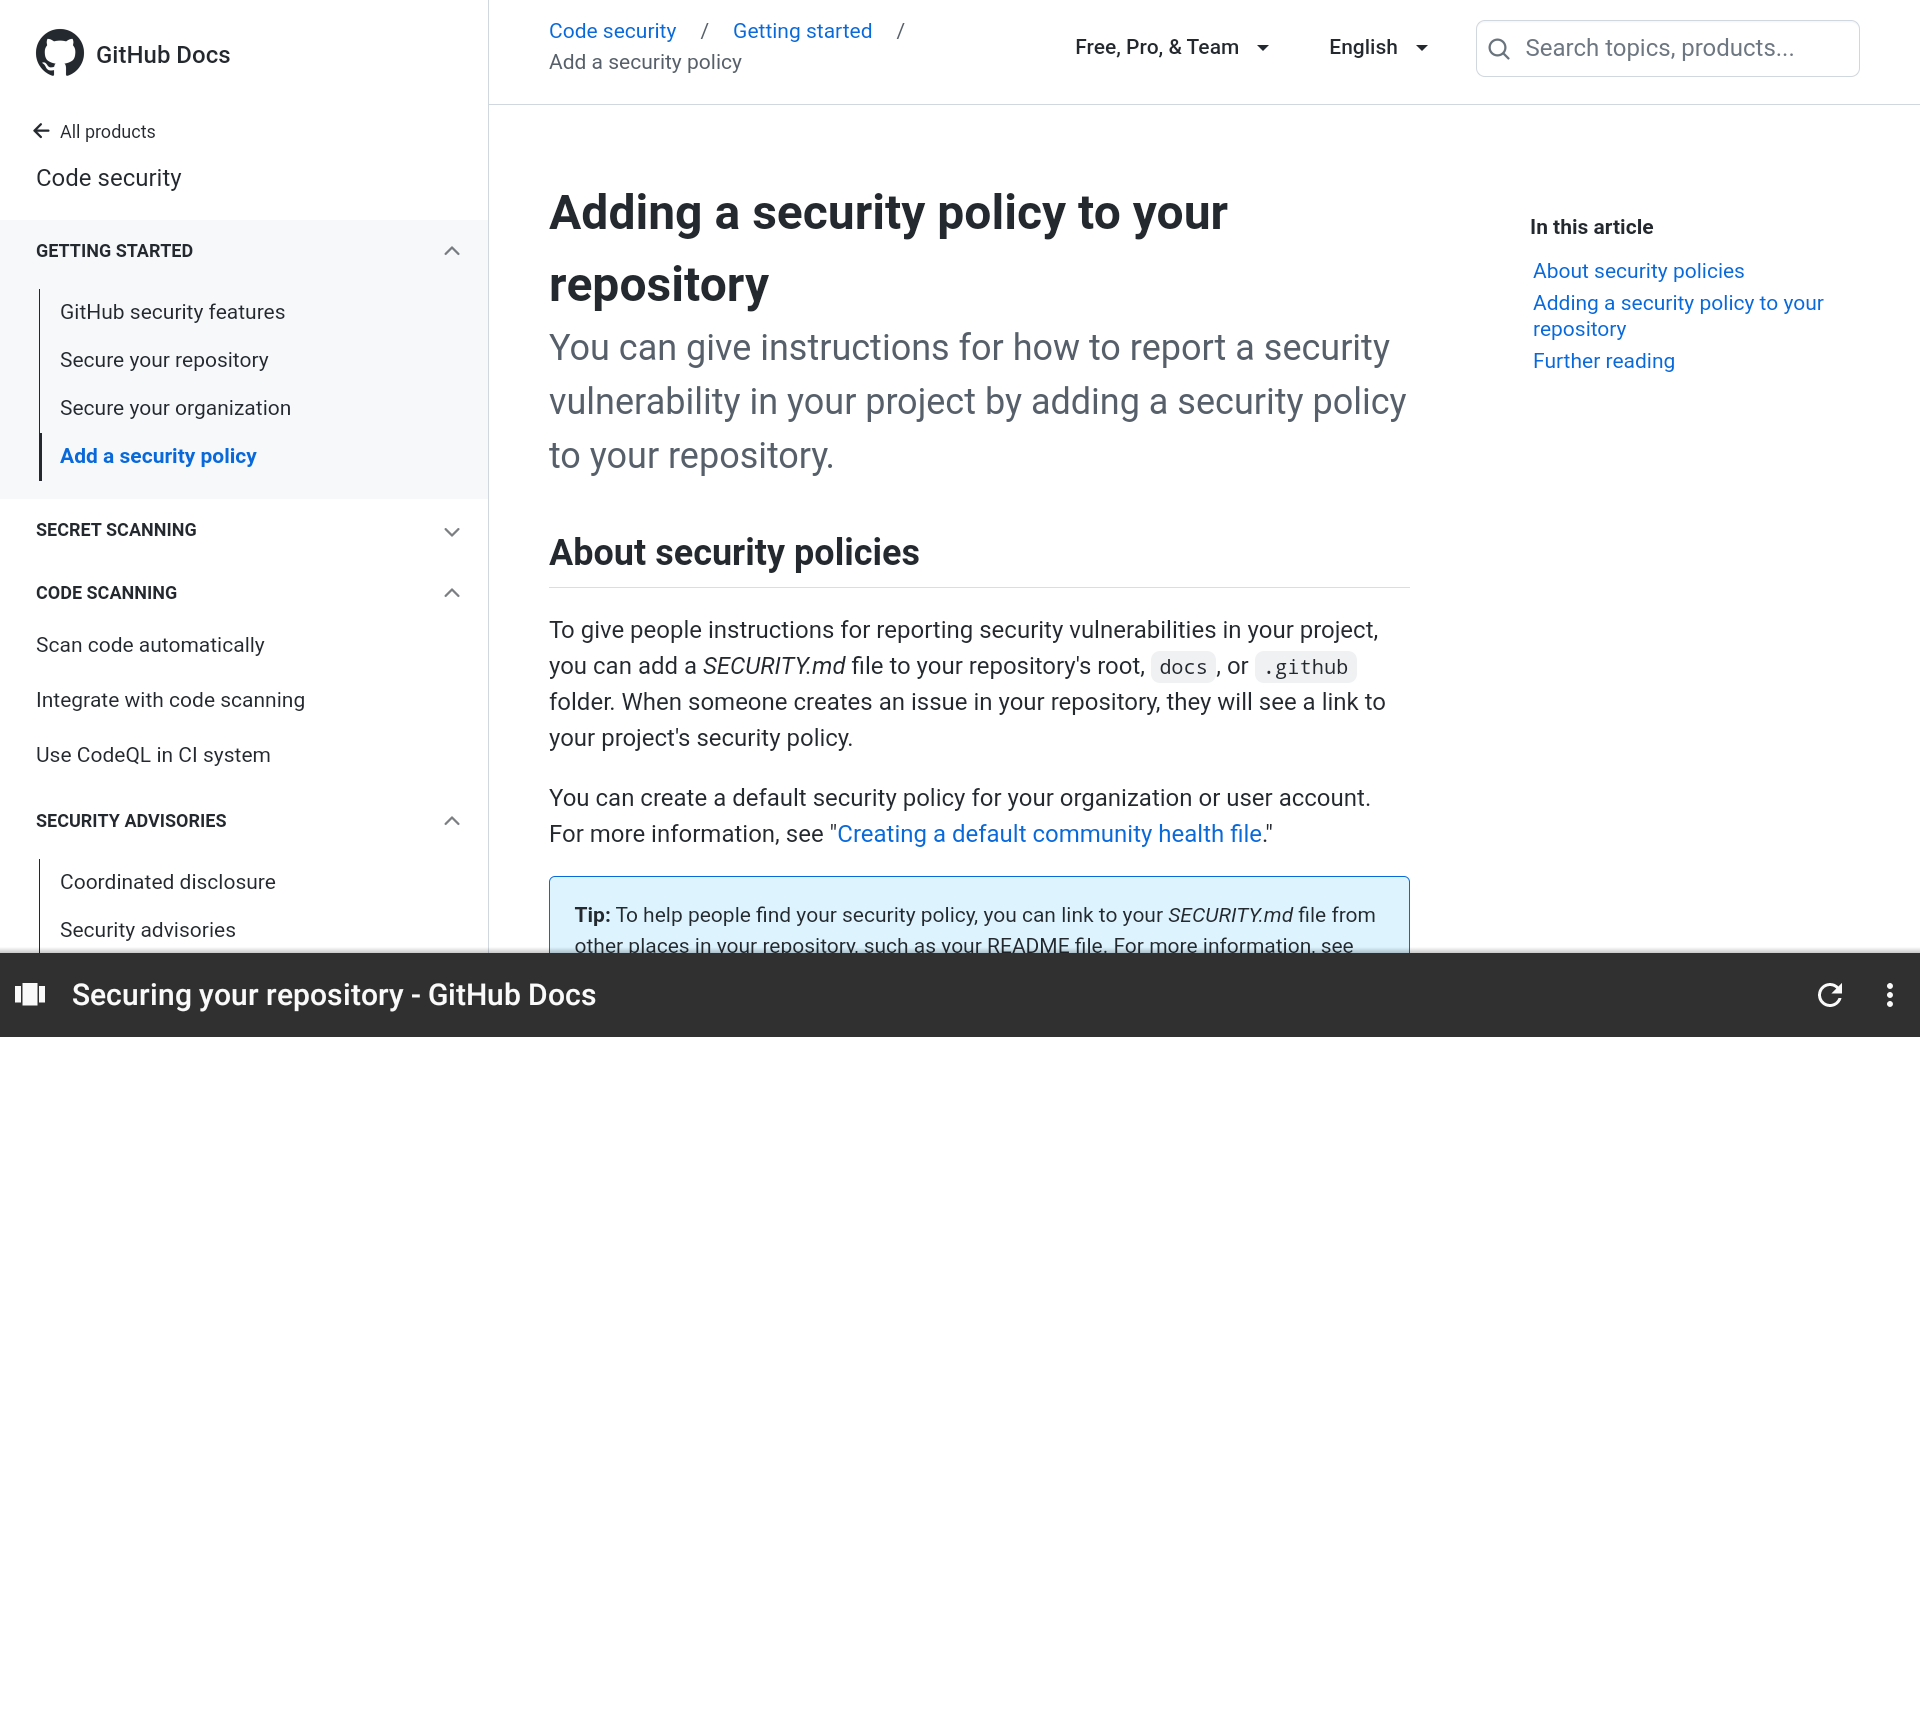 GitHub Docs
All products
Code security
GETTING STARTED
GitHub security features
Secure your repository
Secure your organization
Add a security policy
SECRET SCANNING
CODE SCANNING
Scan code automatically
Integrate with code scanning
Use CodeQL in CI system
SECURITY ADVISORIES
Coordinated disclosure
Security advisories
Code security / Getting started /
Add a security policy
Free, Pro, & Team
English
Search topics, products...
Adding a security policy to your
repository
You can give instructions for how to report a security
vulnerability in your project by adding a security policy
to your repository.
About security policies
To give people instructions for reporting security vulnerabilities in your project,
you can add a SECURITY.md file to your repository's root, docs, or .github
folder. When someone creates an issue in your repository, they will see a link to
your project's security policy.
You can create a default security policy for your organization or user account.
For more information, see "Creating a default community health file."
Tip: To help people find your security policy, you can link to your SECURITY.md file from
other places in your repository, such as your README file. For more information, see
In this article
About security policies
Adding a security policy to your
repository
Further reading
Securing your repository - GitHub Docs